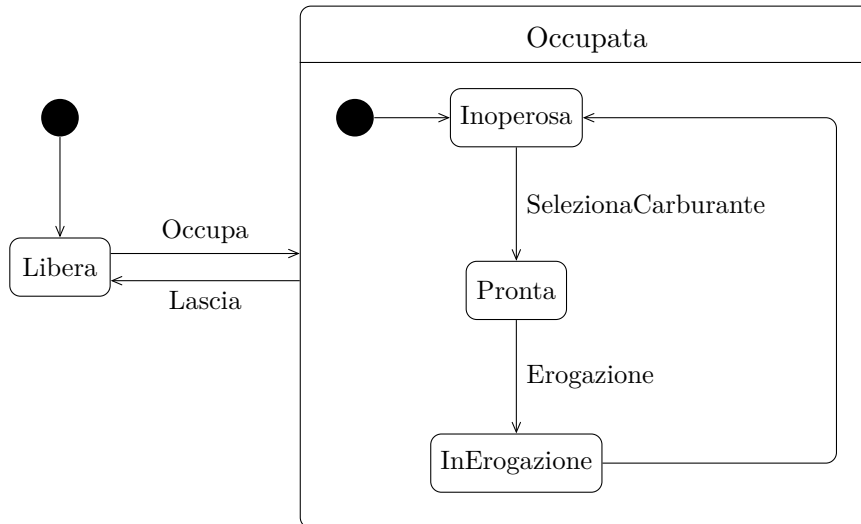 Occupata
Inoperosa
SelezionaCarburante
Occupa
Libera
Lascia
Pronta
Erogazione
InErogazione